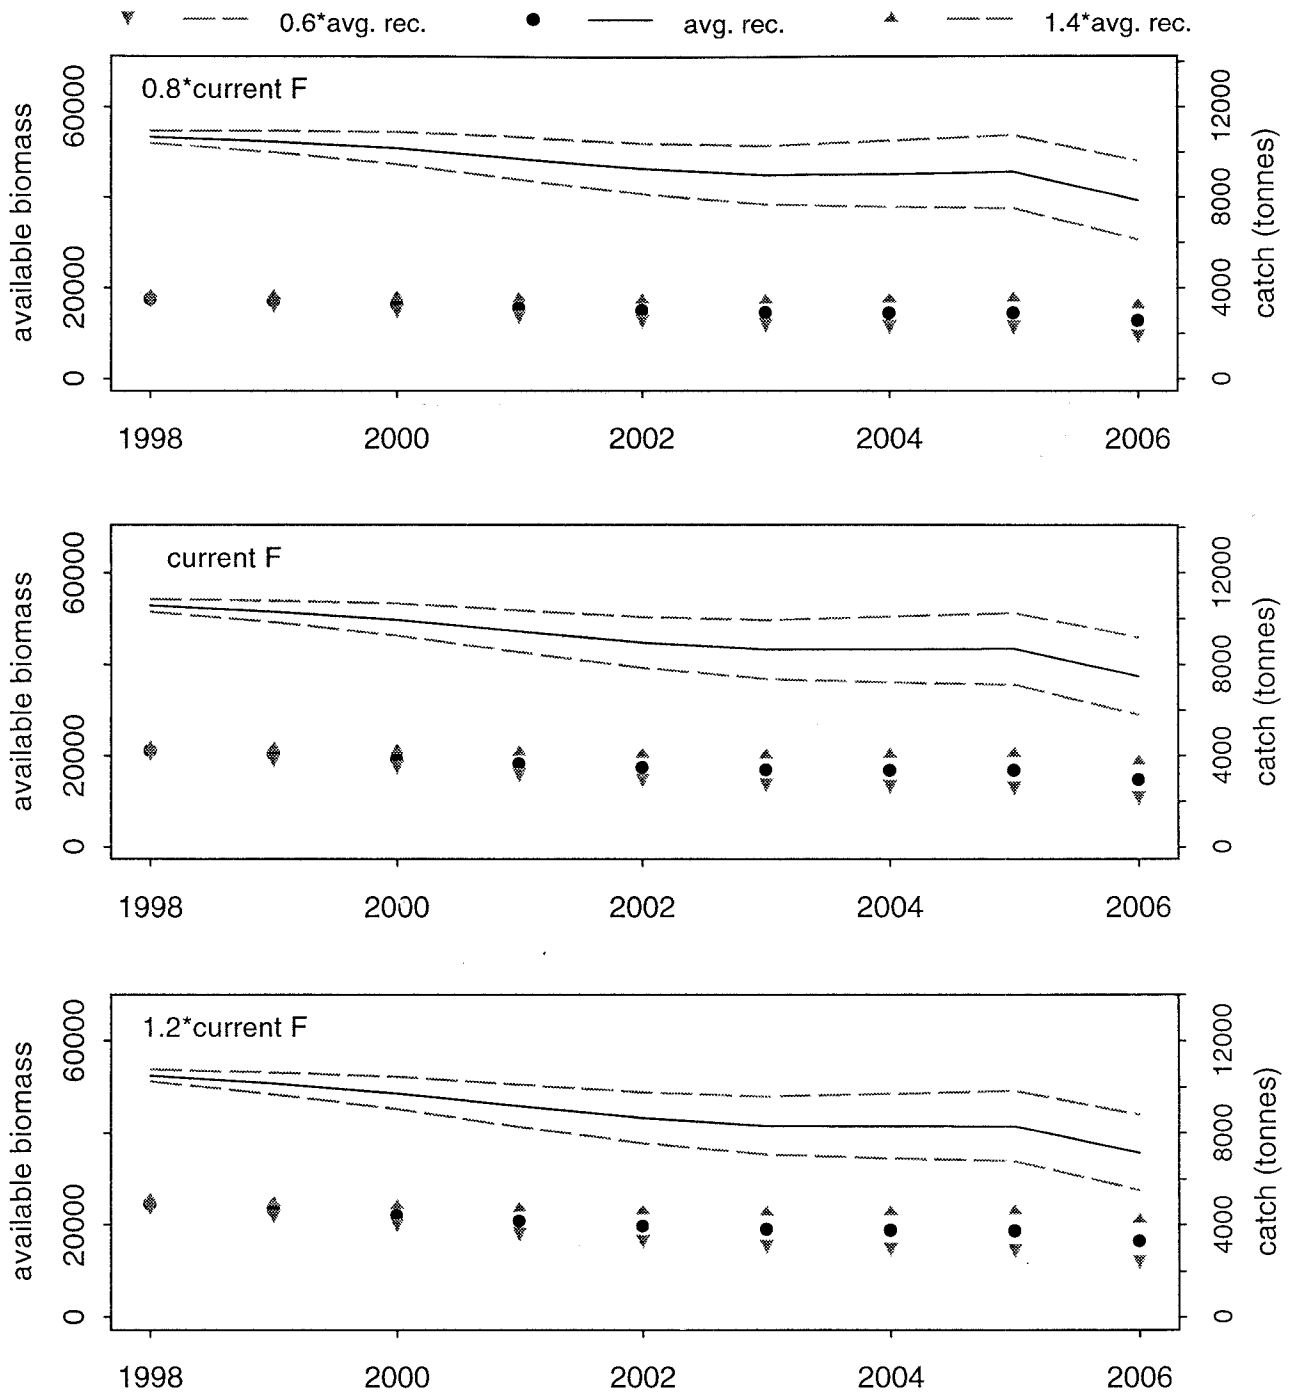 0.6*avg. rec. avg. rec. 1.4*avg. rec.
0.8*current F
available biomass
0 20000 60000
0 4000 8000 12000
catch (tonnes)
1998 2000 2002 2004 2006
current F
available biomass
0 20000 60000
0 4000 8000 12000
catch (tonnes)
1998 2000 2002 2004 2006
1.2*current F
available biomass
0 20000 60000
0 4000 8000 12000
catch (tonnes)
1998 2000 2002 2004 2006